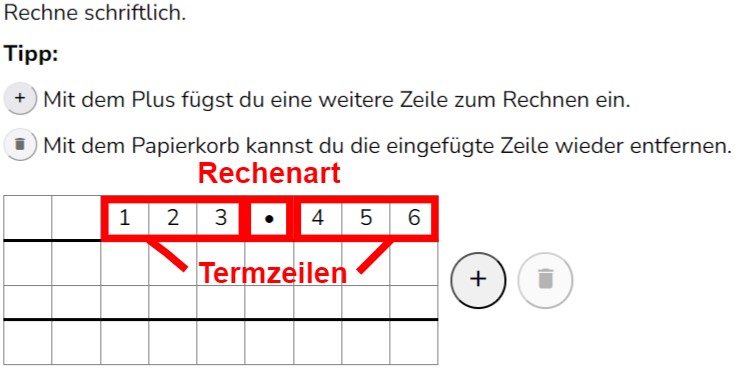 Rechne schriftlich.
Tipp:
+ Mit dem Plus fügst du eine weitere Zeile zum Rechnen ein.
Mit dem Papierkorb kannst du die eingefügte Zeile wieder entfernen.
Rechenart
1 2 3 • 4 5 6
Termzeilen
+